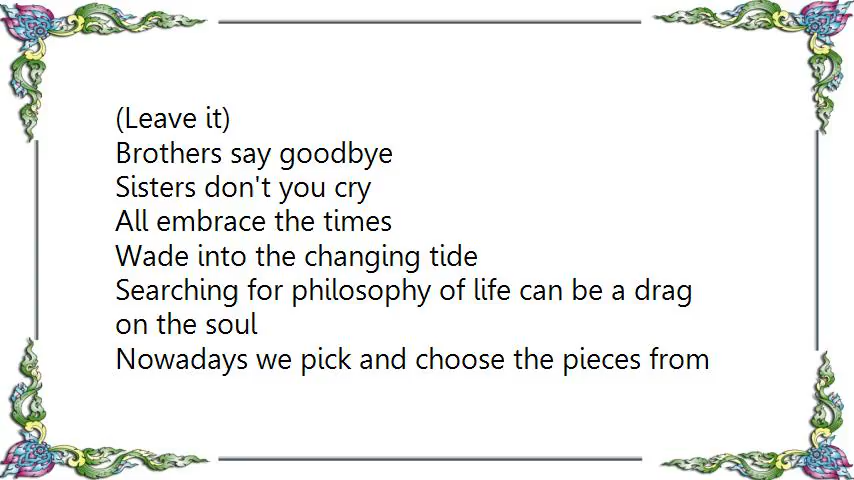 (Leave it)
Brothers say goodbye
Sisters don't you cry
All embrace the times
Wade into the changing tide
Searching for philosophy of life can be a drag
on the soul
Nowadays we pick and choose the pieces from